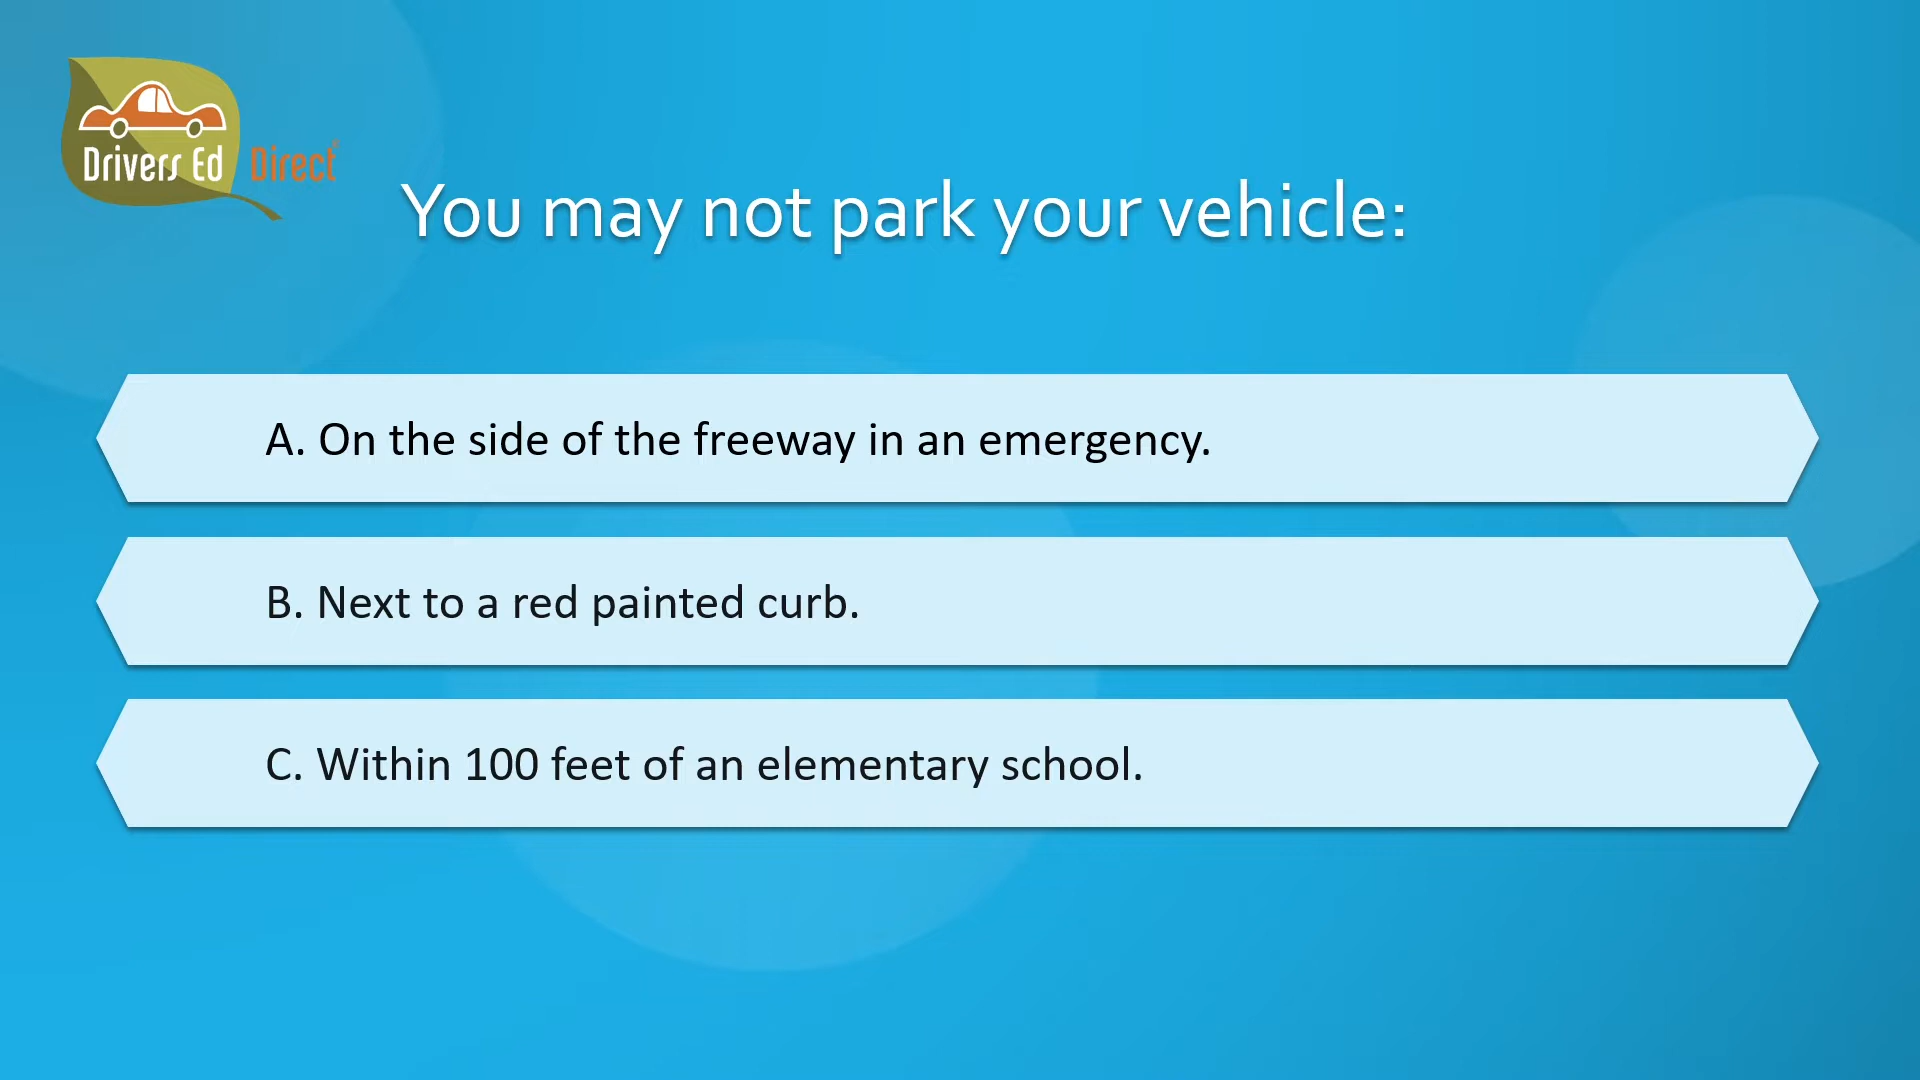 Drivers Ed Direct®
You may not park your vehicle:
A. On the side of the freeway in an emergency.
B. Next to a red painted curb.
C. Within 100 feet of an elementary school.